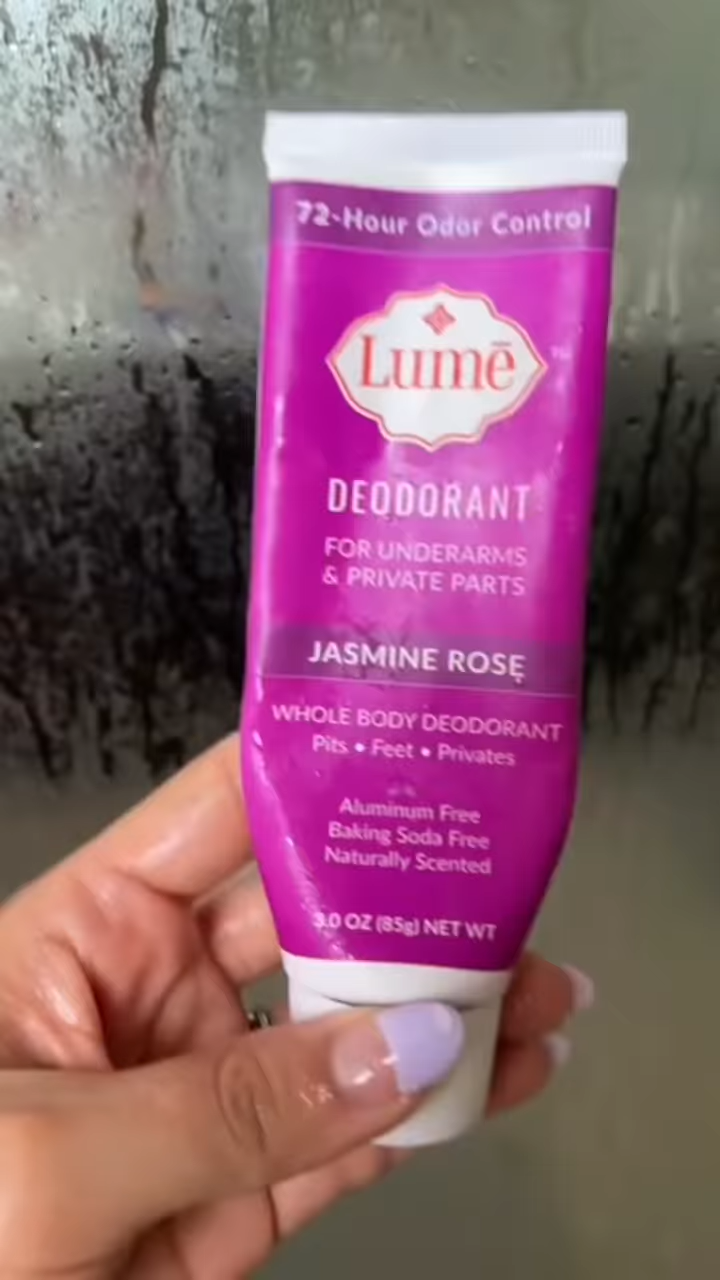 72-Hour Odor Control
Lumē
TM
DEODORANT
FOR UNDERARMS
& PRIVATE PARTS
JASMINE ROSE
WHOLE BODY DEODORANT
Pits • Feet • Privates
Aluminum Free
Baking Soda Free
Naturally Scented
3.0 OZ (85g) NET WT